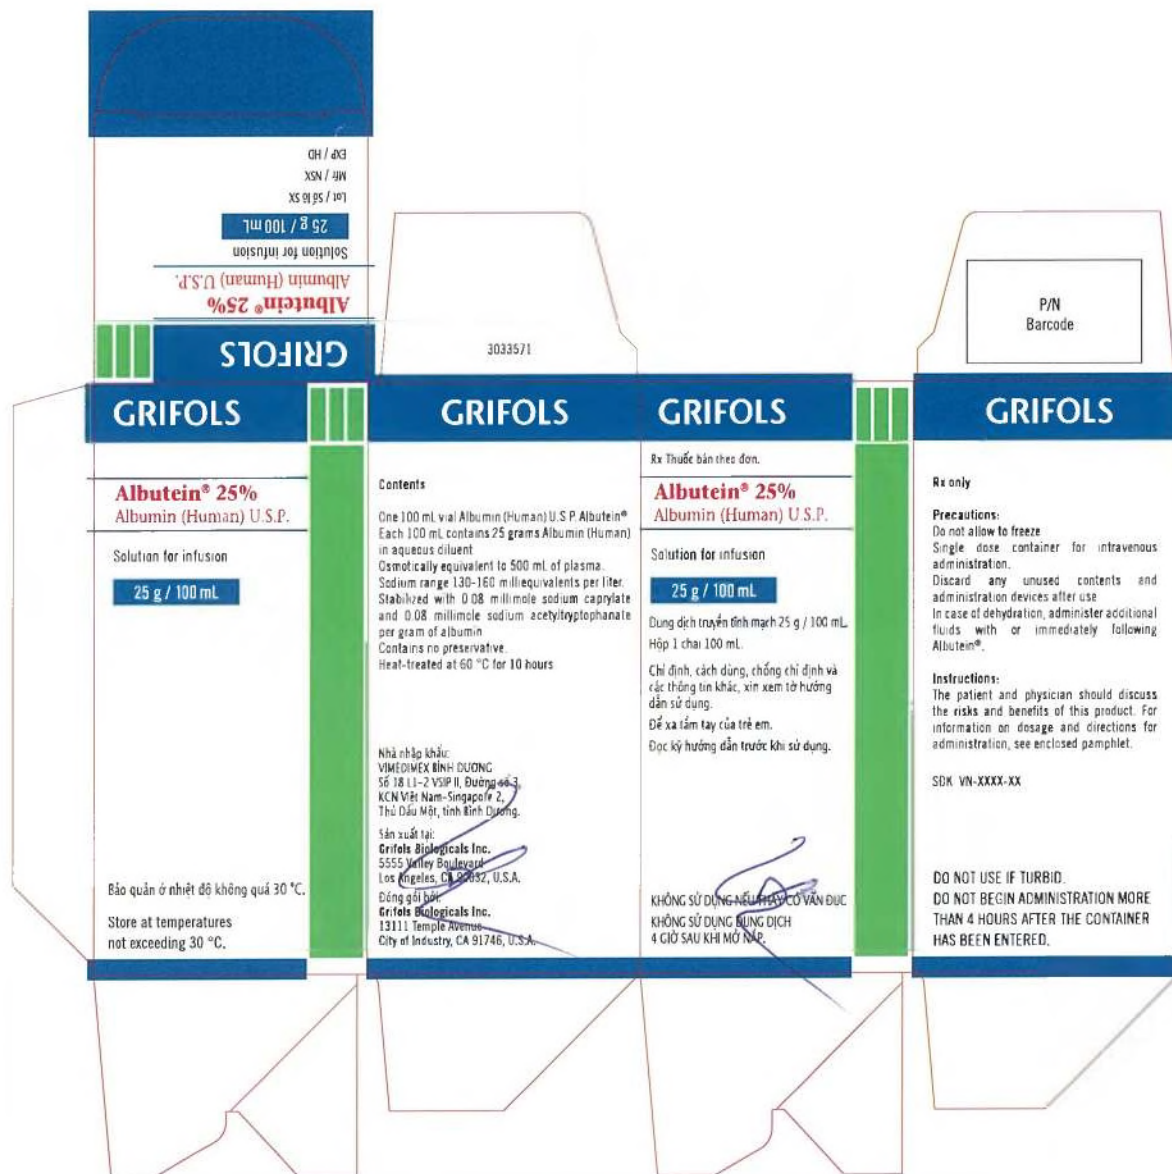 EXP / HD
Mfr / NSX
Lot / Số lô SX
25 g / 100 mL
Solution for infusion
Albumin (Human) U.S.P.
Albutein® 25%
GRIFOLS
3033571
P/N
Barcode
GRIFOLS
Albutein® 25%
Albumin (Human) U.S.P.
Solution for infusion
25 g / 100 mL
Bảo quản ở nhiệt độ không quá 30 °C.
Store at temperatures
not exceeding 30 °C.
GRIFOLS
Contents
One 100 mL vial Albumin (Human) U.S.P. Albutein®
Each 100 mL contains 25 grams Albumin (Human)
in aqueous diluent
Osmotically equivalent to 500 mL of plasma.
Sodium range 130-160 milliequivalents per liter.
Stabilized with 0.08 millimole sodium caprylate
and 0.08 millimole sodium acetyltryptophanate
per gram of albumin
Contains no preservative.
Heat-treated at 60 °C for 10 hours
Nhà nhập khẩu:
VIMEDIMEX BÌNH DƯƠNG
Số 18 L1-2 VSIP II, Đường số 3,
KCN Việt Nam-Singapore 2,
Thủ Dầu Một, tỉnh Bình Dương.
Sản xuất tại:
Grifols Biologicals Inc.
5555 Valley Boulevard
Los Angeles, CA 90032, U.S.A.
Đóng gói bởi:
Grifols Biologicals Inc.
13111 Temple Avenue
City of Industry, CA 91746, U.S.A.
GRIFOLS
Rx Thuốc bán theo đơn.
Albutein® 25%
Albumin (Human) U.S.P.
Solution for infusion
25 g / 100 mL
Dung dịch truyền tĩnh mạch 25 g / 100 mL.
Hộp 1 chai 100 mL.
Chỉ định, cách dùng, chống chỉ định và
các thông tin khác, xin xem tờ hướng
dẫn sử dụng.
Để xa tầm tay của trẻ em.
Đọc kỹ hướng dẫn trước khi sử dụng.
KHÔNG SỬ DỤNG NẾU THẤY CÓ VẨN ĐỤC
KHÔNG SỬ DỤNG DUNG DỊCH
4 GIỜ SAU KHI MỞ NẮP.
GRIFOLS
Rx only
Precautions:
Do not allow to freeze
Single dose container for intravenous
administration.
Discard any unused contents and
administration devices after use
In case of dehydration, administer additional
fluids with or immediately following
Albutein®.
Instructions:
The patient and physician should discuss
the risks and benefits of this product. For
information on dosage and directions for
administration, see enclosed pamphlet.
SĐK VN-XXXX-XX
DO NOT USE IF TURBID.
DO NOT BEGIN ADMINISTRATION MORE
THAN 4 HOURS AFTER THE CONTAINER
HAS BEEN ENTERED.